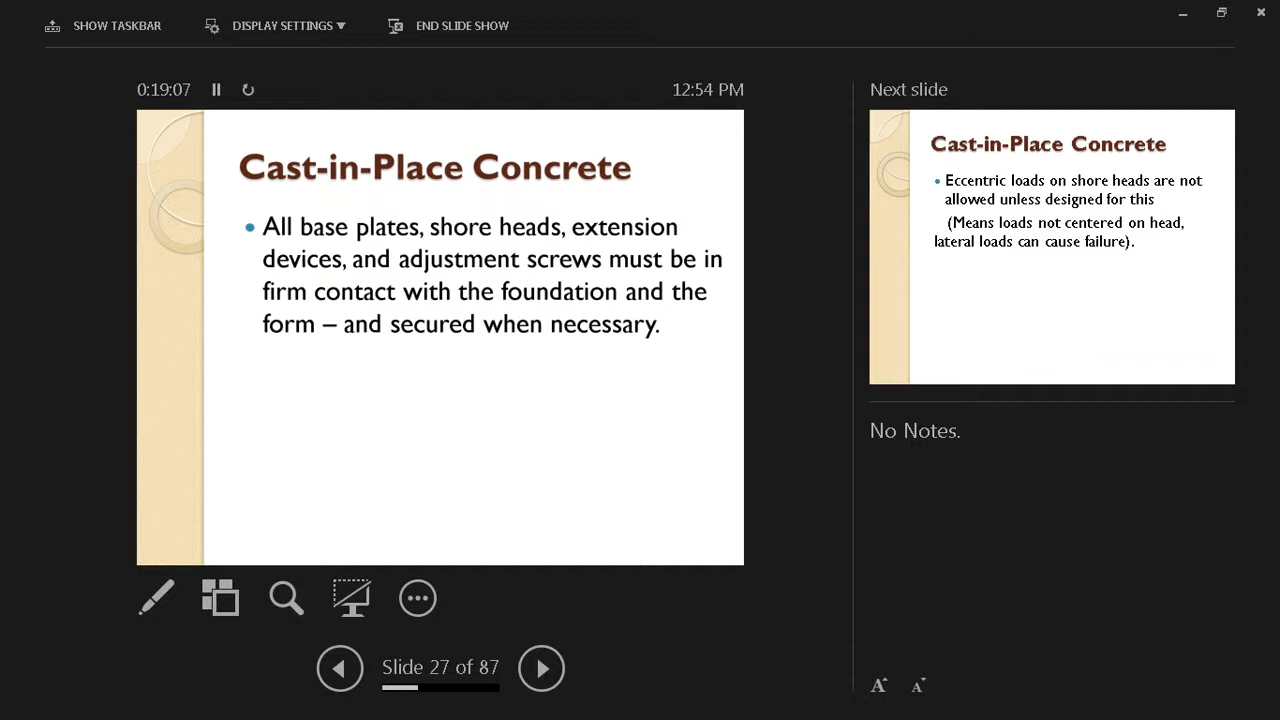 SHOW TASKBAR
DISPLAY SETTINGS
END SLIDE SHOW
0:19:07
12:54 PM
Next slide
Cast-in-Place Concrete
• All base plates, shore heads, extension
devices, and adjustment screws must be in
firm contact with the foundation and the
form – and secured when necessary.
Cast-in-Place Concrete
• Eccentric loads on shore heads are not
allowed unless designed for this
(Means loads not centered on head,
lateral loads can cause failure).
No Notes.
Slide 27 of 87
A A